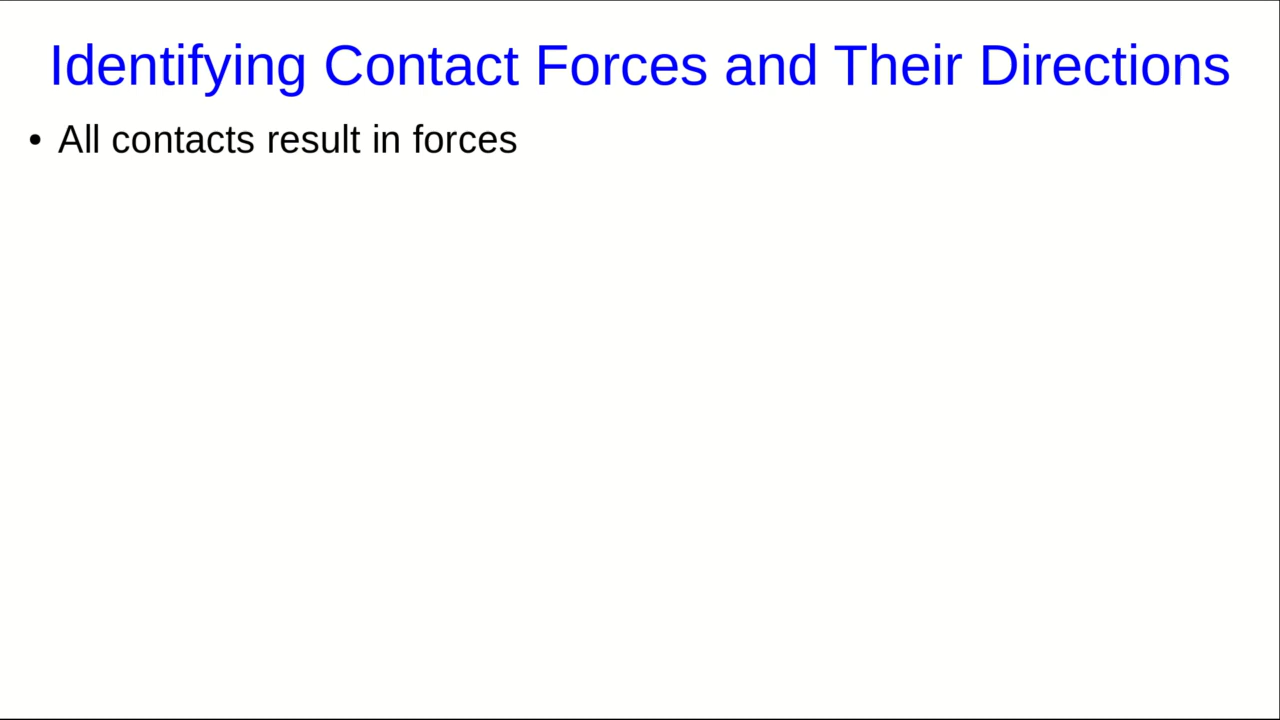 Identifying Contact Forces and Their Directions
• All contacts result in forces